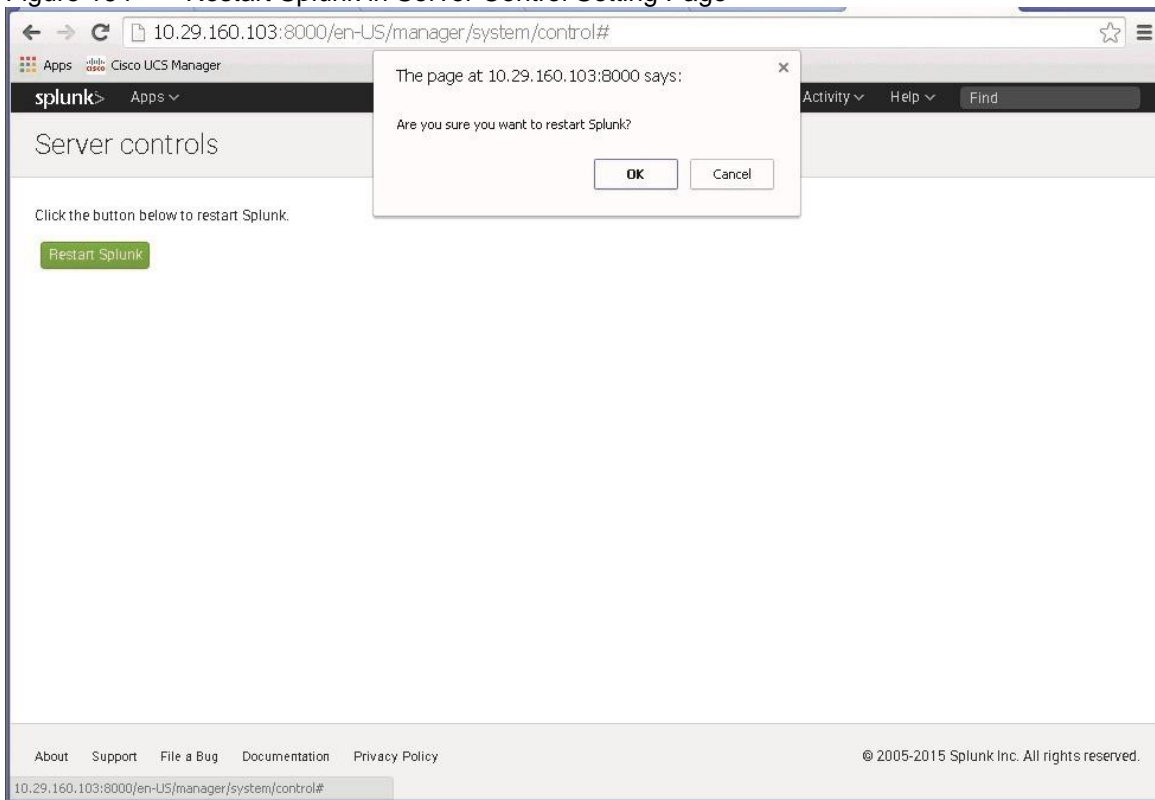 Restart Splunk in Server Control Setting Page
10.29.160.103:8000/en-US/manager/system/control#
Apps Cisco UCS Manager
The page at 10.29.160.103:8000 says:
Are you sure you want to restart Splunk?
OK Cancel
splunk> Apps Activity Help Find
Server controls
Click the button below to restart Splunk.
Restart Splunk
About Support File a Bug Documentation Privacy Policy © 2005-2015 Splunk Inc. All rights reserved.
10.29.160.103:8000/en-US/manager/system/control#